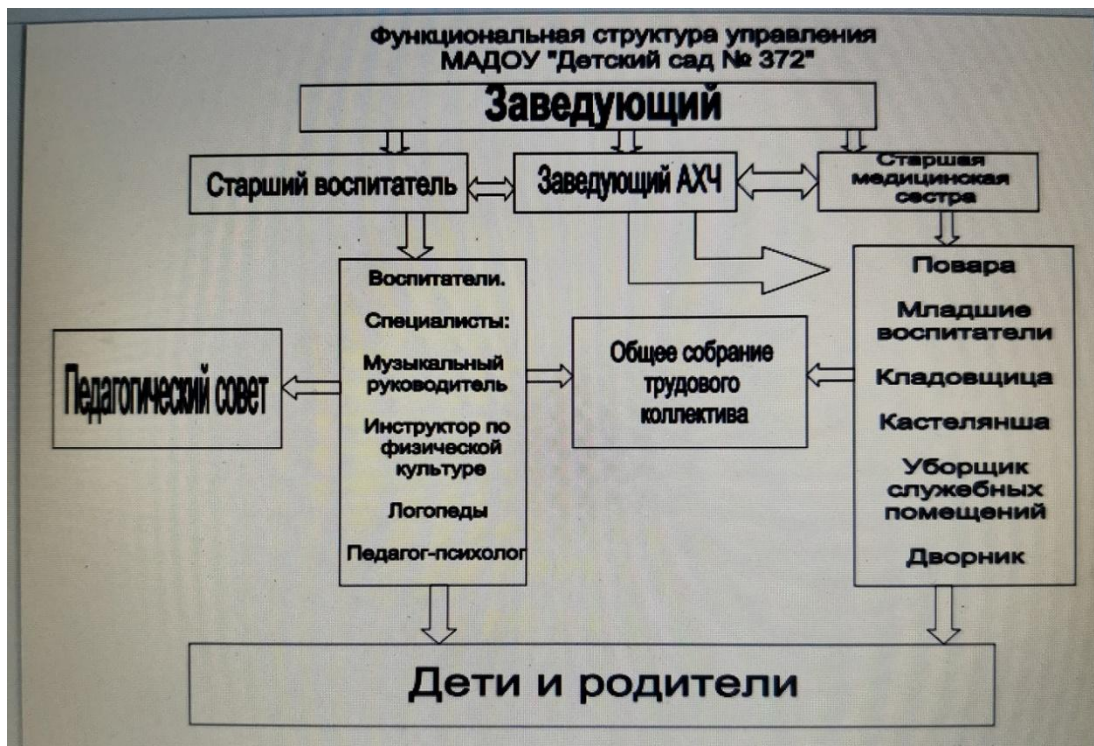 Функциональная структура управления
МАДОУ "Детский сад № 372"
Заведующий
Старший воспитатель
Заведующий АХЧ
Старшая
медицинская
сестра
Воспитатели.
Специалисты:
Музыкальный
руководитель
Инструктор по
физической
культуре
Логопеды
Педагог-психолог
Педагогический совет
Общее собрание
трудового
коллектива
Повара
Младшие
воспитатели
Кладовщица
Кастелянша
Уборщик
служебных
помещений
Дворник
Дети и родители